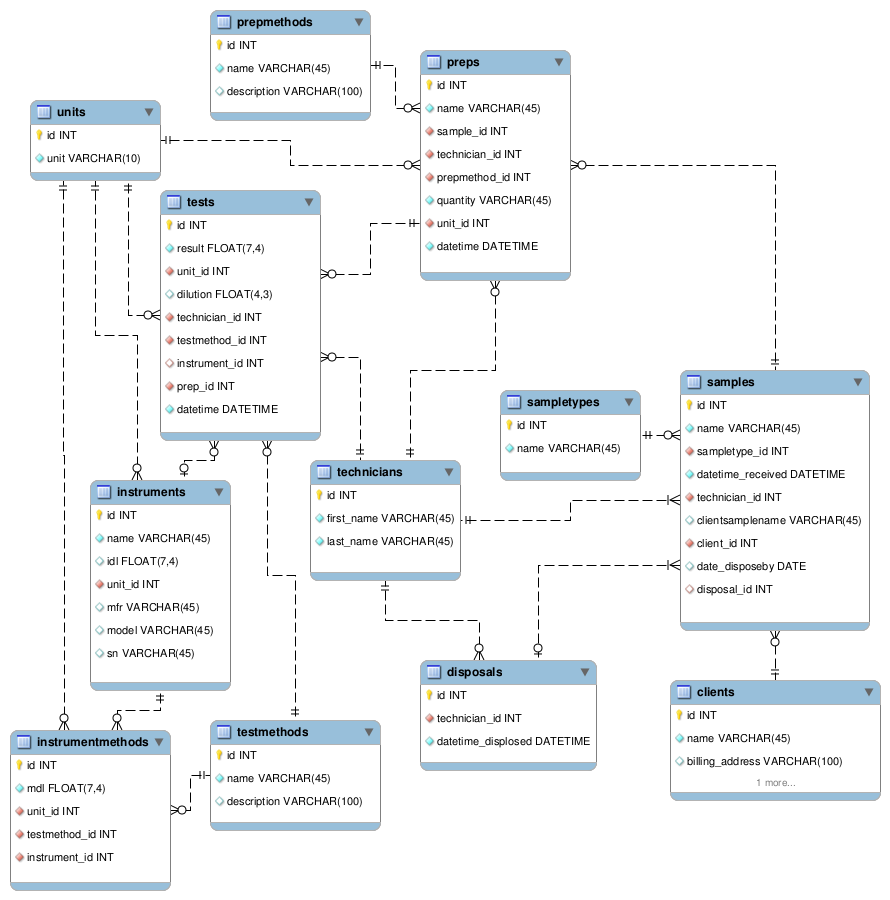 prepmethods
id INT
name VARCHAR(45)
description VARCHAR(100)
preps
id INT
name VARCHAR(45)
sample_id INT
technician_id INT
prepmethod_id INT
quantity VARCHAR(45)
unit_id INT
datetime DATETIME
units
id INT
unit VARCHAR(10)
tests
id INT
result FLOAT(7,4)
unit_id INT
dilution FLOAT(4,3)
technician_id INT
testmethod_id INT
instrument_id INT
prep_id INT
datetime DATETIME
samples
id INT
name VARCHAR(45)
sampletype_id INT
datetime_received DATETIME
technician_id INT
clientsamplename VARCHAR(45)
client_id INT
date_disposeby DATE
disposal_id INT
sampletypes
id INT
name VARCHAR(45)
technicians
id INT
first_name VARCHAR(45)
last_name VARCHAR(45)
instruments
id INT
name VARCHAR(45)
idl FLOAT(7,4)
unit_id INT
mfr VARCHAR(45)
model VARCHAR(45)
sn VARCHAR(45)
disposals
id INT
technician_id INT
datetime_displosed DATETIME
clients
id INT
name VARCHAR(45)
billing_address VARCHAR(100)
1 more...
testmethods
id INT
name VARCHAR(45)
description VARCHAR(100)
instrumentmethods
id INT
mdl FLOAT(7,4)
unit_id INT
testmethod_id INT
instrument_id INT